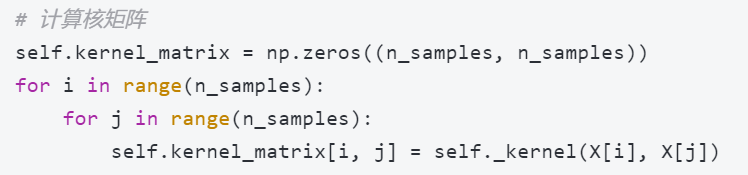 # 计算核矩阵
self.kernel_matrix = np.zeros((n_samples, n_samples))
for i in range(n_samples):
    for j in range(n_samples):
        self.kernel_matrix[i, j] = self._kernel(X[i], X[j])